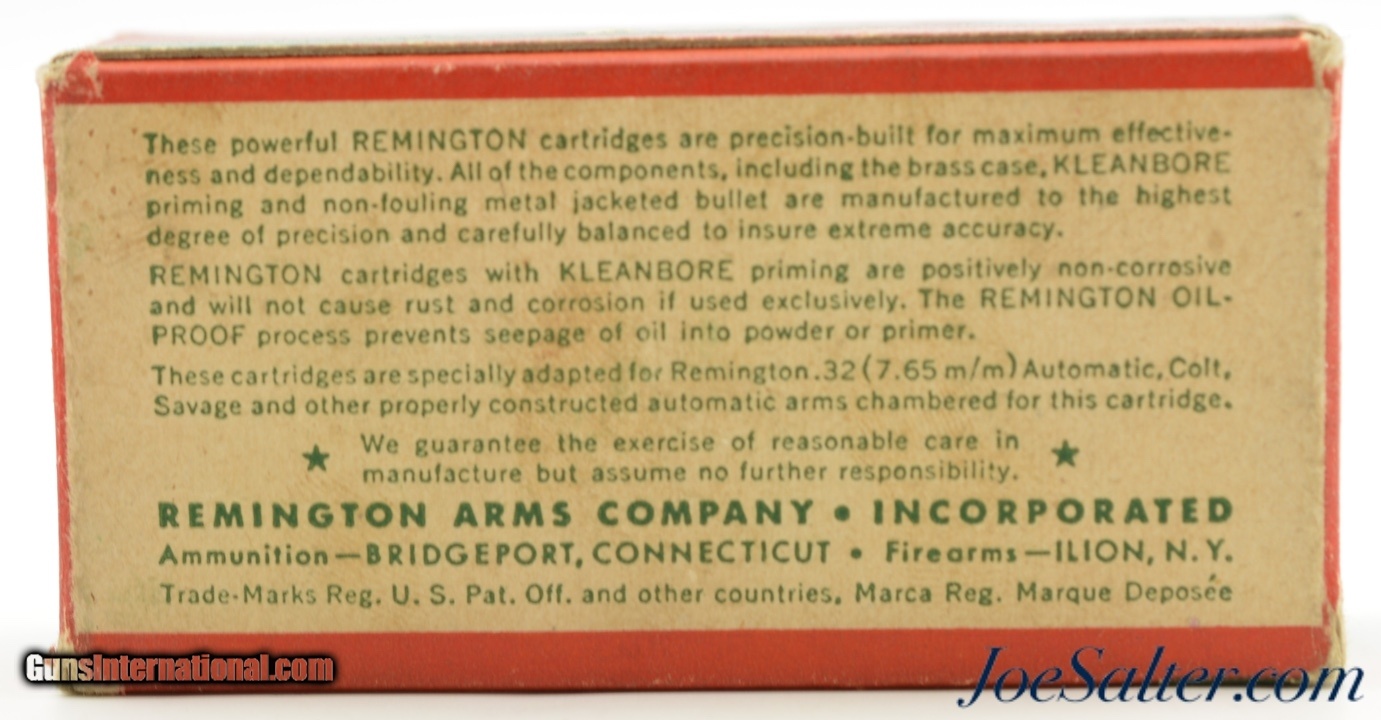 These powerful REMINGTON cartridges are precision-built for maximum effective-
ness and dependability. All of the components, including the brass case, KLEANBORE
priming and non-fouling metal jacketed bullet are manufactured to the highest
degree of precision and carefully balanced to insure extreme accuracy.
REMINGTON cartridges with KLEANBORE priming are positively non-corrosive
and will not cause rust and corrosion if used exclusively. The REMINGTON OIL-
PROOF process prevents seepage of oil into powder or primer.
These cartridges are specially adapted for Remington .32 (7.65 m/m) Automatic, Colt,
Savage and other properly constructed automatic arms chambered for this cartridge.
★ We guarantee the exercise of reasonable care in ★
manufacture but assume no further responsibility.
REMINGTON ARMS COMPANY • INCORPORATED
Ammunition—BRIDGEPORT, CONNECTICUT • Firearms—ILION, N. Y.
Trade-Marks Reg. U. S. Pat. Off. and other countries, Marca Reg. Marque Deposée
GunsInternational.com
JoeSalter.com